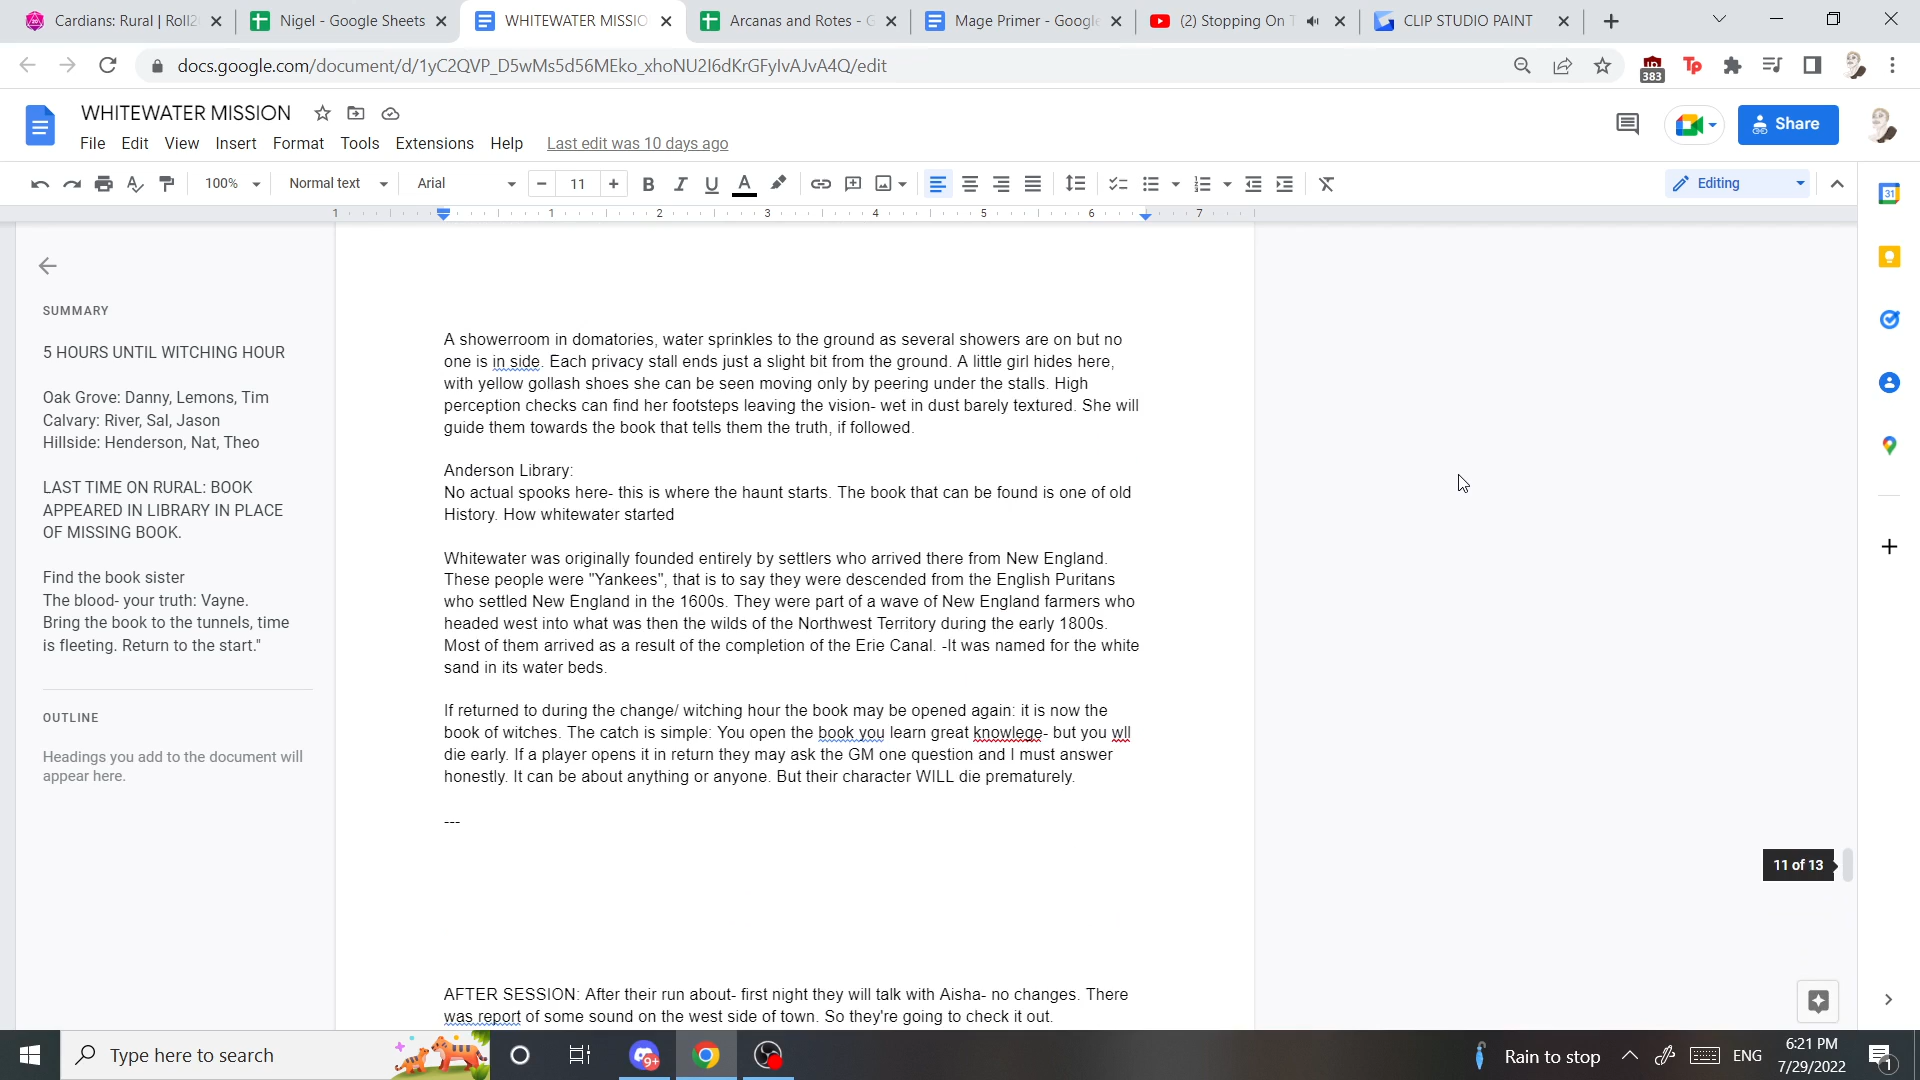 Cardians: Rural | Roll2
Nigel - Google Sheets
WHITEWATER MISSIO
Arcanas and Rotes - G
Mage Primer - Google
(2) Stopping On T
CLIP STUDIO PAINT
docs.google.com/document/d/1yC2QVP_D5wMs5d56MEko_xhoNU2I6dKrGFyIvAJvA4Q/edit
383
Tp
WHITEWATER MISSION
File Edit View Insert Format Tools Extensions Help Last edit was 10 days ago
Share
100% Normal text Arial 11 B I U A Editing
1 1 2 3 4 5 6 7
31
SUMMARY
5 HOURS UNTIL WITCHING HOUR
Oak Grove: Danny, Lemons, Tim
Calvary: River, Sal, Jason
Hillside: Henderson, Nat, Theo
LAST TIME ON RURAL: BOOK
APPEARED IN LIBRARY IN PLACE
OF MISSING BOOK.
Find the book sister
The blood- your truth: Vayne.
Bring the book to the tunnels, time
is fleeting. Return to the start."
OUTLINE
Headings you add to the document will
appear here.
A showerroom in domatories, water sprinkles to the ground as several showers are on but no
one is in side. Each privacy stall ends just a slight bit from the ground. A little girl hides here,
with yellow gollash shoes she can be seen moving only by peering under the stalls. High
perception checks can find her footsteps leaving the vision- wet in dust barely textured. She will
guide them towards the book that tells them the truth, if followed.
Anderson Library:
No actual spooks here- this is where the haunt starts. The book that can be found is one of old
History. How whitewater started
Whitewater was originally founded entirely by settlers who arrived there from New England.
These people were "Yankees", that is to say they were descended from the English Puritans
who settled New England in the 1600s. They were part of a wave of New England farmers who
headed west into what was then the wilds of the Northwest Territory during the early 1800s.
Most of them arrived as a result of the completion of the Erie Canal. -It was named for the white
sand in its water beds.
If returned to during the change/ witching hour the book may be opened again: it is now the
book of witches. The catch is simple: You open the book you learn great knowlege- but you wll
die early. If a player opens it in return they may ask the GM one question and I must answer
honestly. It can be about anything or anyone. But their character WILL die prematurely.
---
11 of 13
AFTER SESSION: After their run about- first night they will talk with Aisha- no changes. There
was report of some sound on the west side of town. So they're going to check it out.
Type here to search
9+
Rain to stop
ENG
6:21 PM
7/29/2022
1